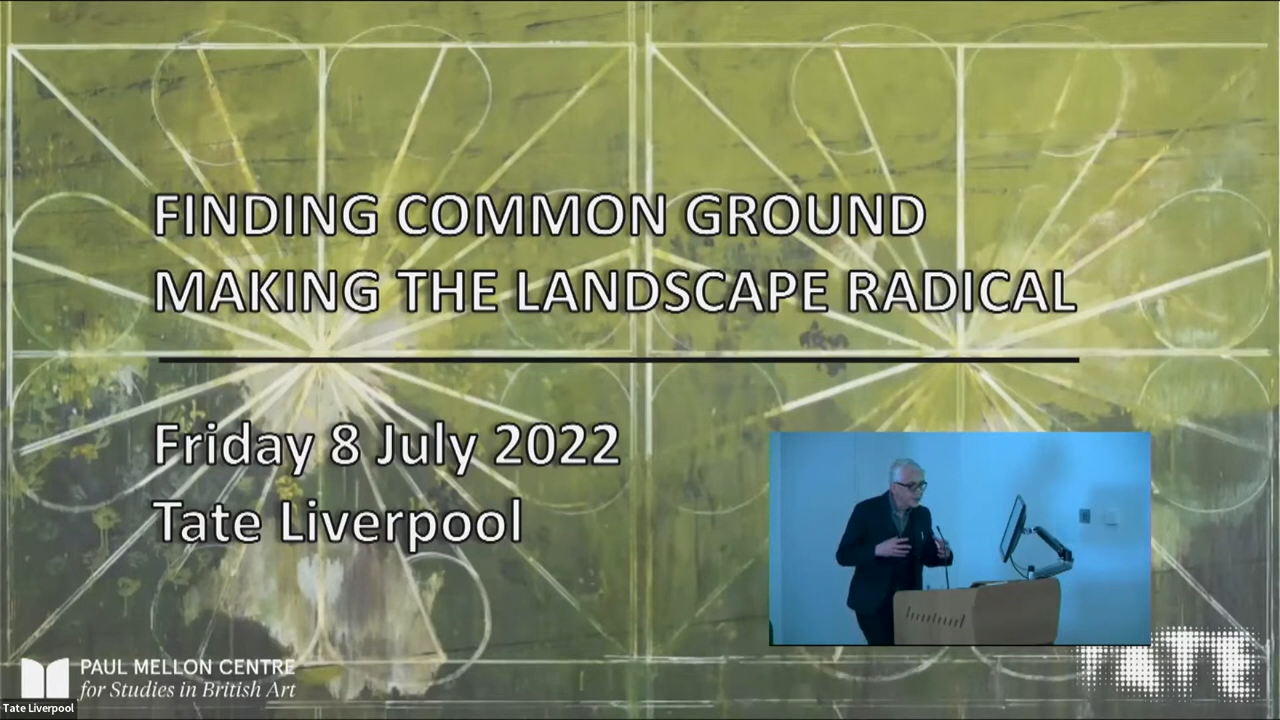 FINDING COMMON GROUND
MAKING THE LANDSCAPE RADICAL
Friday 8 July 2022
Tate Liverpool
PAUL MELLON CENTRE
for Studies in British Art
TATE
Tate Liverpool